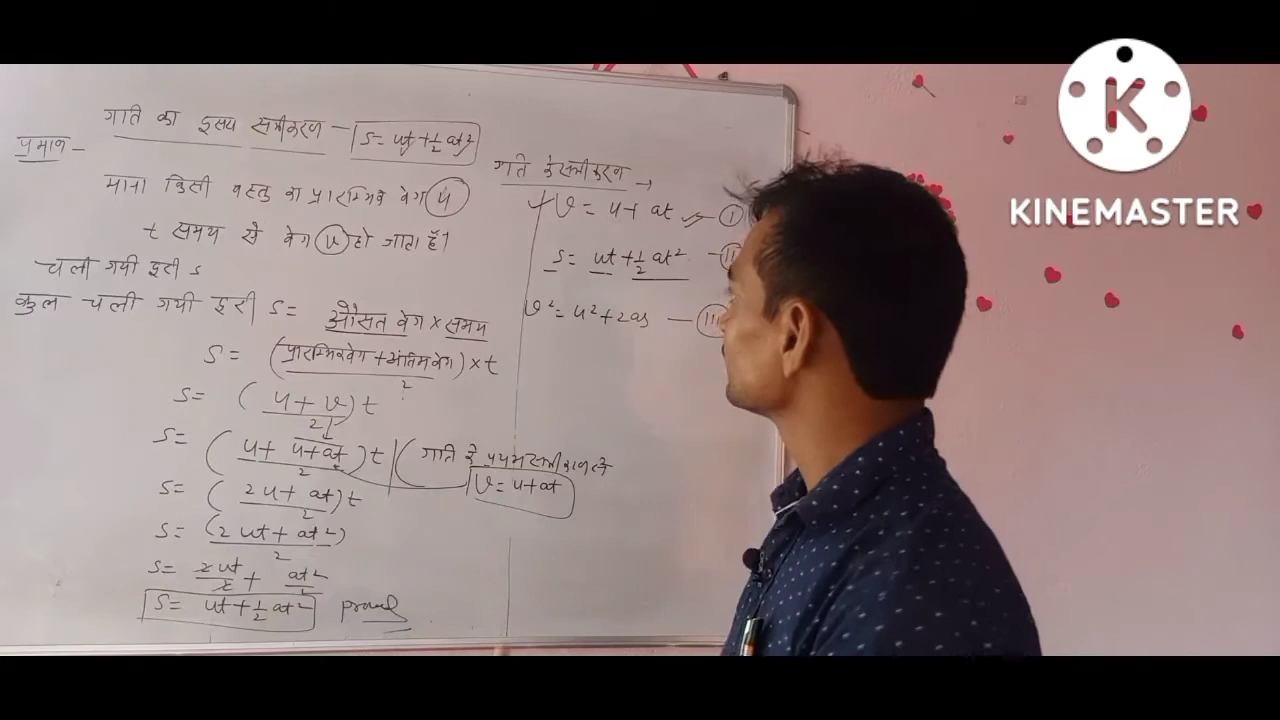 गति का दूसरा समीकरण – S = ut + ½ at²
प्रमाण –
माना किसी वस्तु का प्रारम्भिक वेग u
t समय से वेग v हो जाता है।
चली गयी दूरी s
कुल चली गयी दूरी S = औसत वेग × समय
S = (प्रारम्भिक वेग + अंतिम वेग / 2) × t
S = (u + v / 2) t
S = (u + u + at / 2) t (गति के प्रथम समीकरण से
v = u + at
S = (2u + at / 2) t
S = (2ut + at² / 2)
S = 2ut / 2 + at² / 2
S = ut + ½ at² proved
गति के समीकरण →
v = u + at – I
S = ut + ½ at² – II
v² = u² + 2as – III
K
KINEMASTER